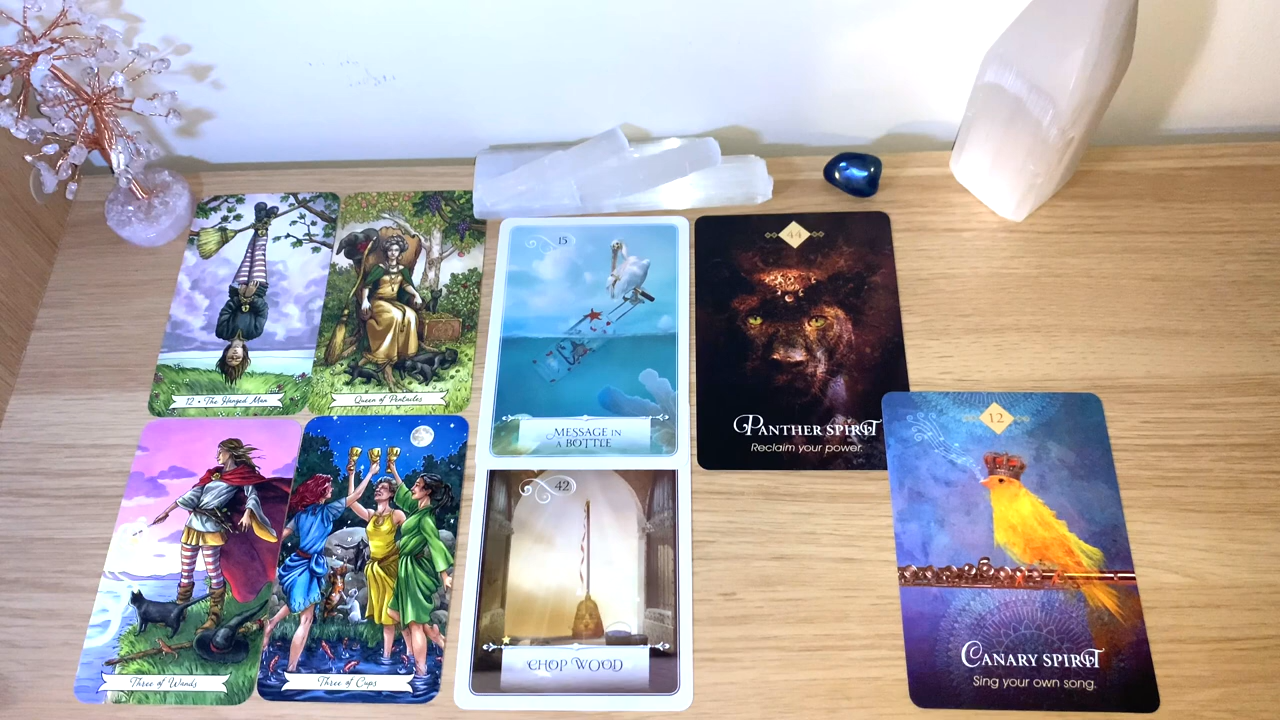 12 • The Hanged Man
Queen of Pentacles
Three of Wands
Three of Cups
15
MESSAGE IN
A BOTTLE
42
CHOP WOOD
44
PANTHER SPIRIT
Reclaim your power.
12
CANARY SPIRIT
Sing your own song.